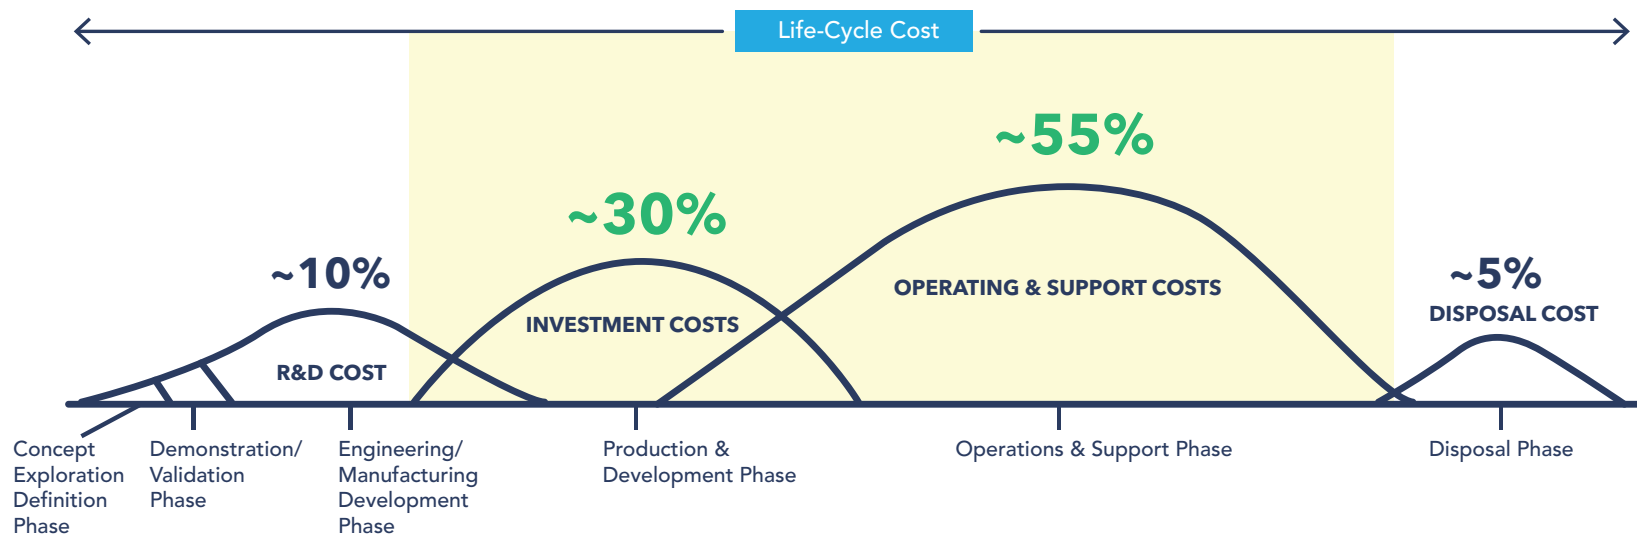 Life-Cycle Cost
~55%
~30%
~10%
~5%
OPERATING & SUPPORT COSTS
DISPOSAL COST
INVESTMENT COSTS
R&D COST
Concept
Exploration
Definition
Phase
Demonstration/
Validation
Phase
Engineering/
Manufacturing
Development
Phase
Production &
Development Phase
Operations & Support Phase
Disposal Phase